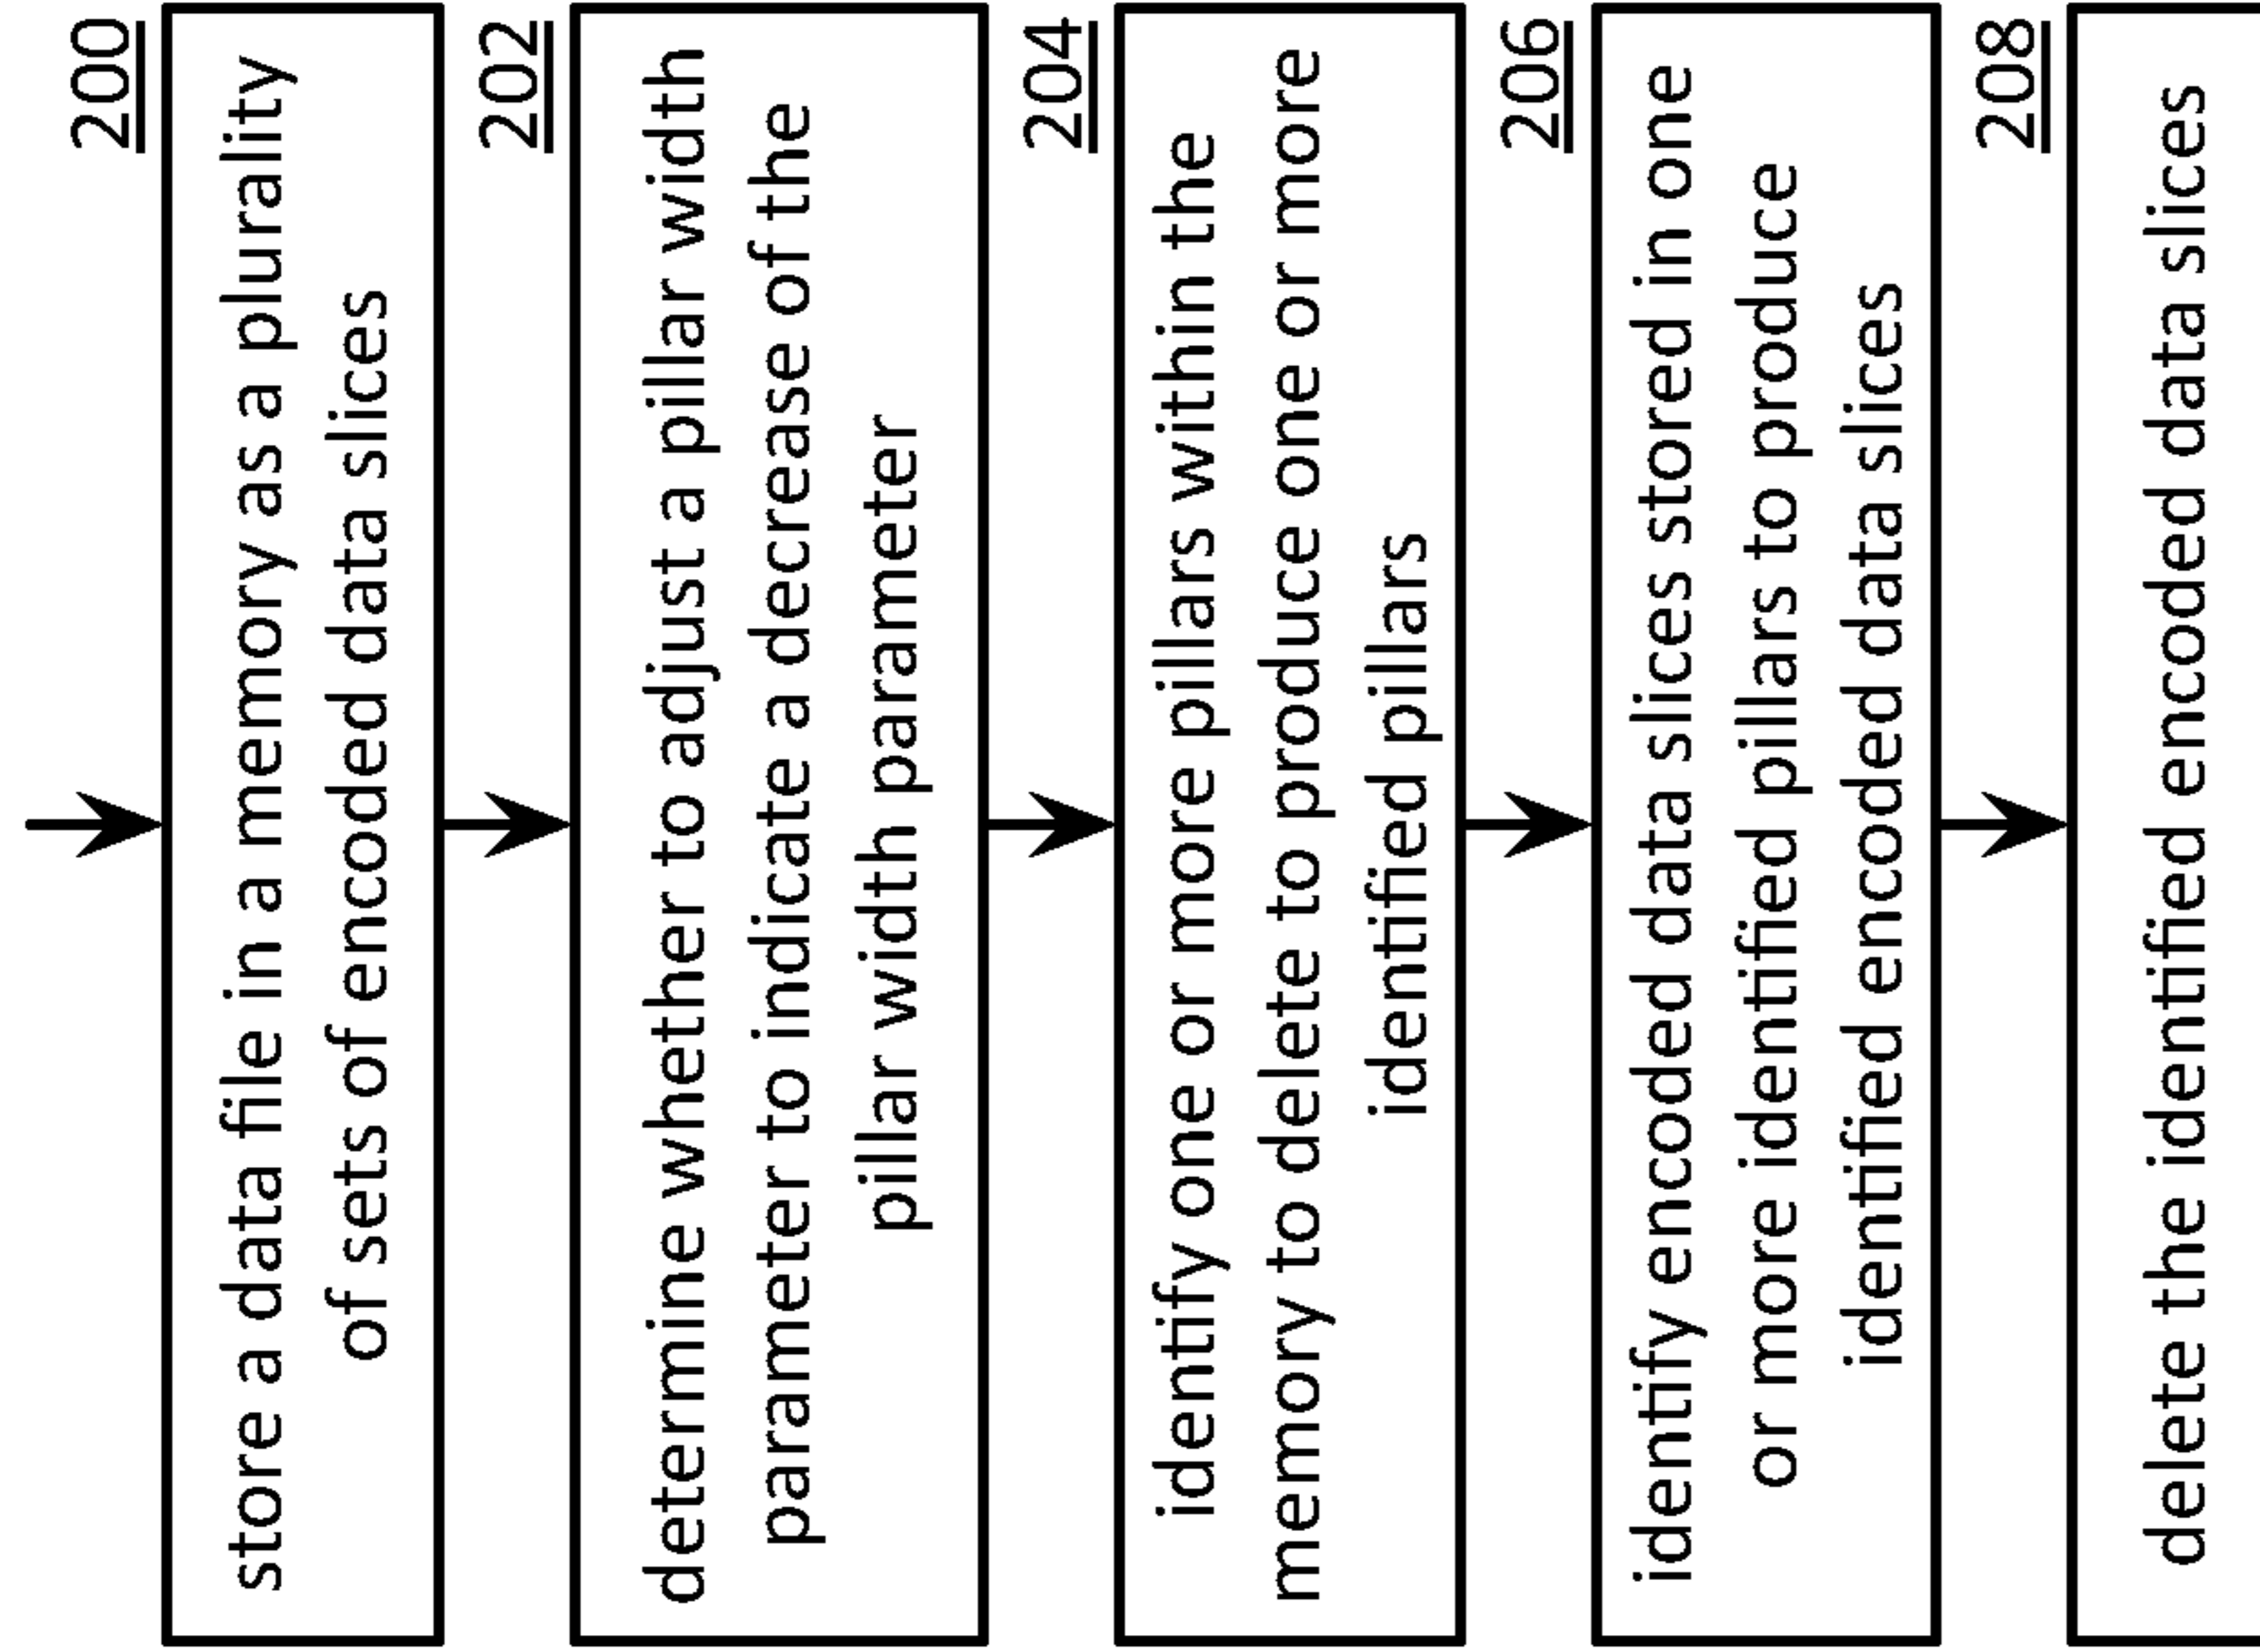 200
store a data file in a memory as a plurality
of sets of encoded data slices
202
determine whether to adjust a pillar width
parameter to indicate a decrease of the
pillar width parameter
204
identify one or more pillars within the
memory to delete to produce one or more
identified pillars
206
identify encoded data slices stored in one
or more identified pillars to produce
identified encoded data slices
208
delete the identified encoded data slices